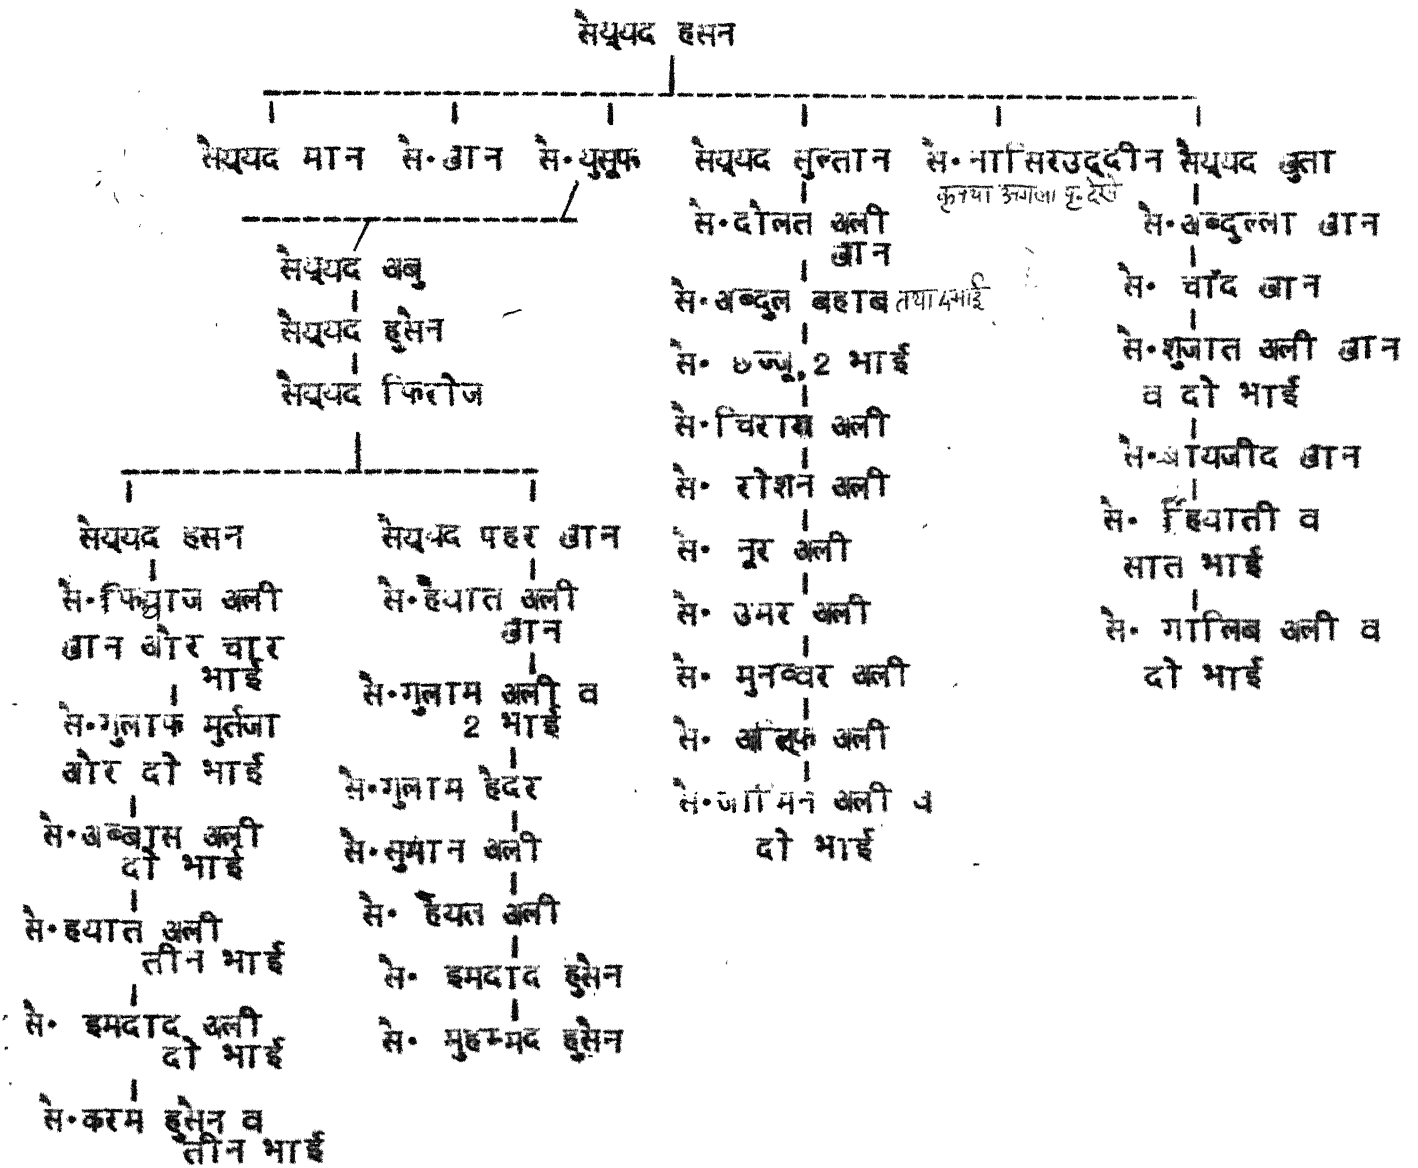 सैय्यद हसन
सैय्यद मान सै॰खान सै॰युसूफ सैय्यद सुल्तान सै॰नासिरउद्दीन सैय्यद खुता
कृप्या अगला पृ. देखें
सैय्यद अबु
सैय्यद हुसैन
सैय्यद फिरोज
सैय्यद हसन
सै॰फिय्याज अली
खान और चार
भाई
सै॰गुलाफ मुर्तजा
और दो भाई
सै॰अब्बास अली
दो भाई
सै॰हयात अली
तीन भाई
सै॰ इमदाद अली
दो भाई
सै॰करम हुसैन व
तीन भाई
सैय्यद पहर खान
सै॰हैयात अली
खान
सै॰गुलाम अली व
2 भाई
सै॰गुलाम हैदर
सै॰सुमान अली
सै॰ हैयत अली
सै॰ इमदाद हुसैन
सै॰ मुहम्मद हुसैन
सै॰दोलत अली
खान
सै॰अब्दुल बहाब तथा 4 भाई
सै॰ छज्जू, 2 भाई
सै॰चिराग अली
सै॰ रोशन अली
सै॰ नूर अली
सै॰ उमर अली
सै॰ मुनव्वर अली
सै॰ अली
सै॰जामिन अली व
दो भाई
सै॰अब्दुल्ला खान
सै॰ चाँद खान
सै॰शुजात अली खान
व दो भाई
सै॰बायजीद खान
सै॰ हियाती व
सात भाई
सै॰ गालिब अली व
दो भाई